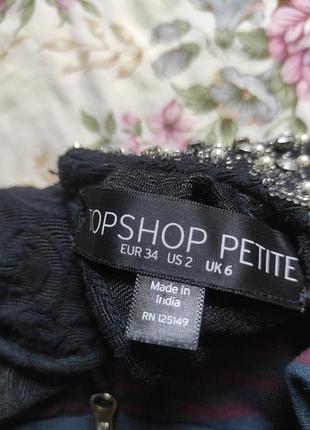 TOPSHOP PETITE
EUR 34 US 2 UK 6
Made in
India
RN 125149